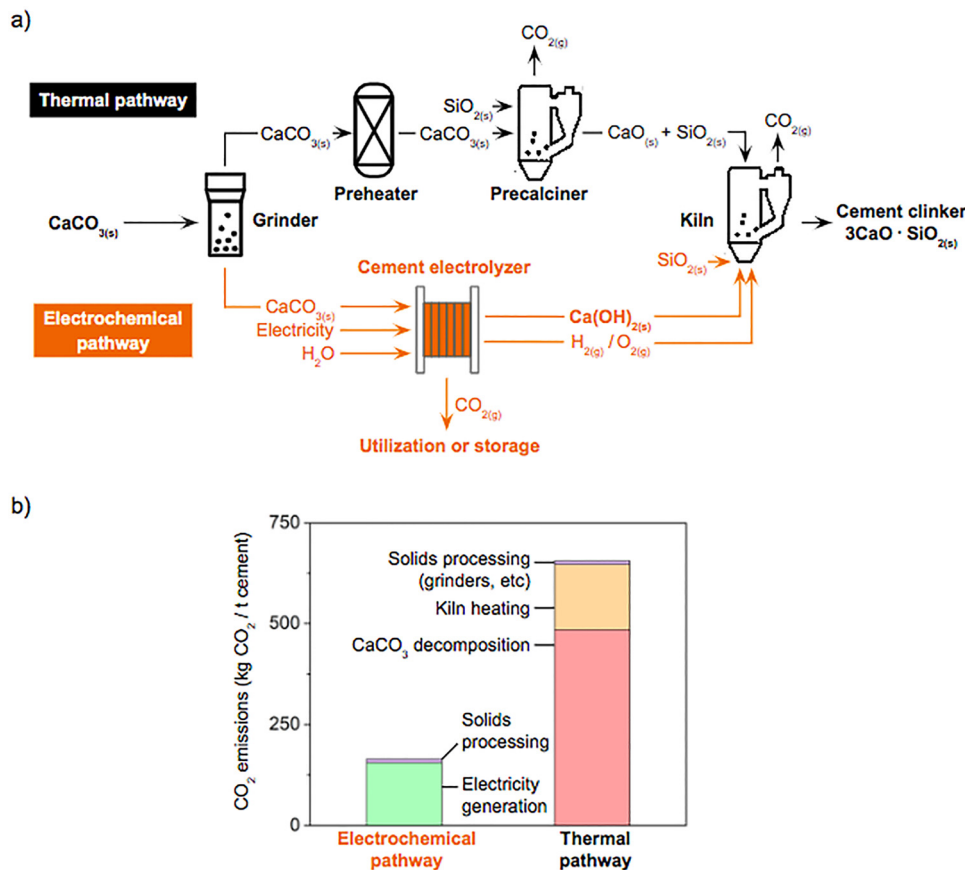 a)
CO₂₍g₎
Thermal pathway
SiO₂₍s₎
CO₂₍g₎
CaCO₃₍s₎
CaCO₃₍s₎
CaO₍s₎ + SiO₂₍s₎
Preheater
Precalciner
CaCO₃₍s₎
Grinder
Kiln
Cement clinker
3CaO · SiO₂₍s₎
Cement electrolyzer
SiO₂₍s₎
Electrochemical
pathway
CaCO₃₍s₎
Electricity
H₂O
Ca(OH)₂₍s₎
H₂₍g₎ / O₂₍g₎
CO₂₍g₎
Utilization or storage
b)
CO₂ emissions (kg CO₂ / t cement)
750
500
250
0
Solids processing
(grinders, etc)
Kiln heating
CaCO₃ decomposition
Solids
processing
Electricity
generation
Electrochemical
pathway
Thermal
pathway